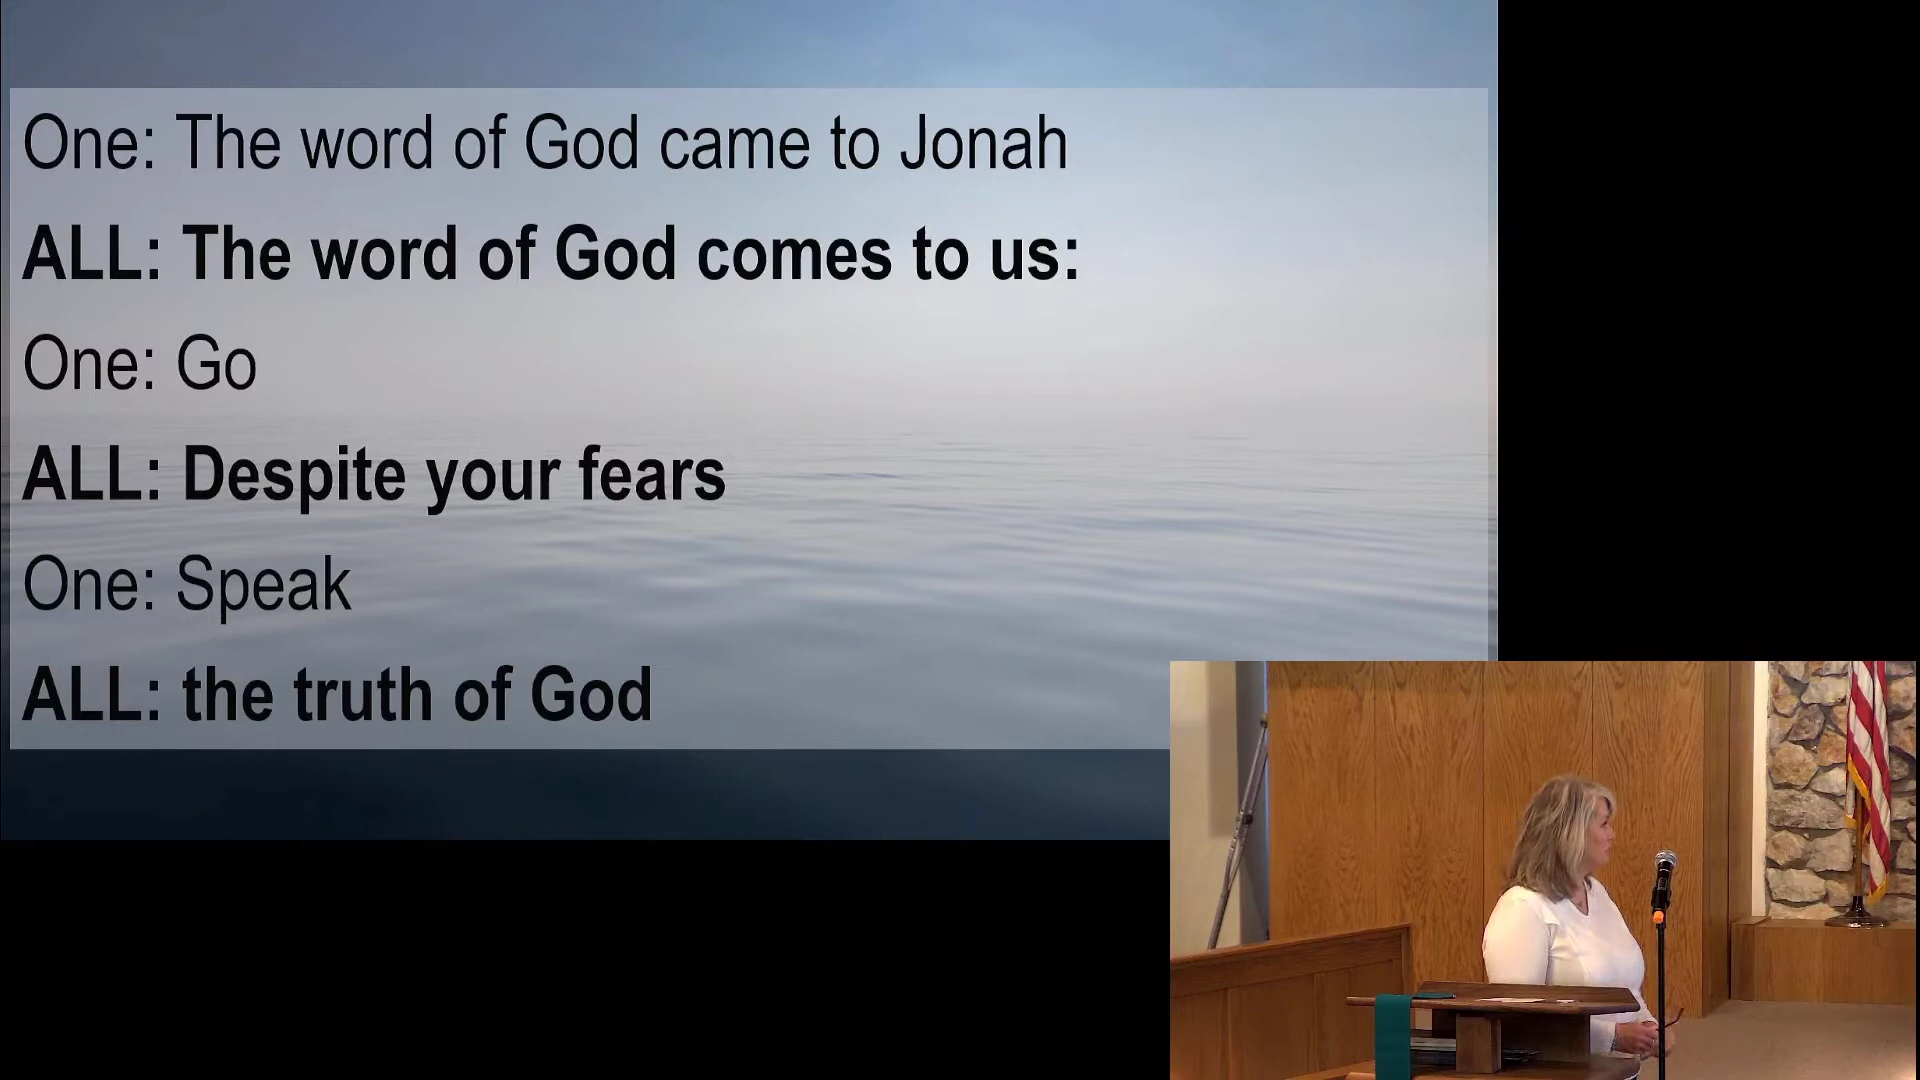 One: The word of God came to Jonah
ALL: The word of God comes to us:
One: Go
ALL: Despite your fears
One: Speak
ALL: the truth of God